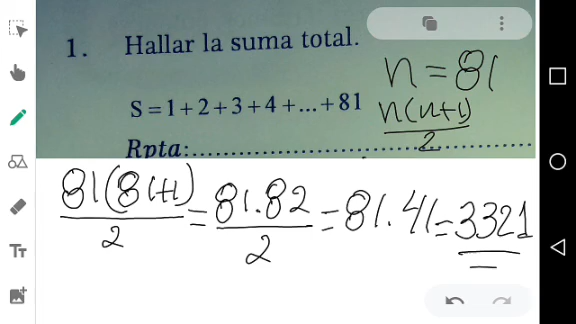 1. Hallar la suma total.
n = 81
S = 1 + 2 + 3 + 4 + ... + 81
n(n+1)
2
Rpta:..........................................................
81(81+1) = 81.82 = 81.41 = 3321
2 2
Tт